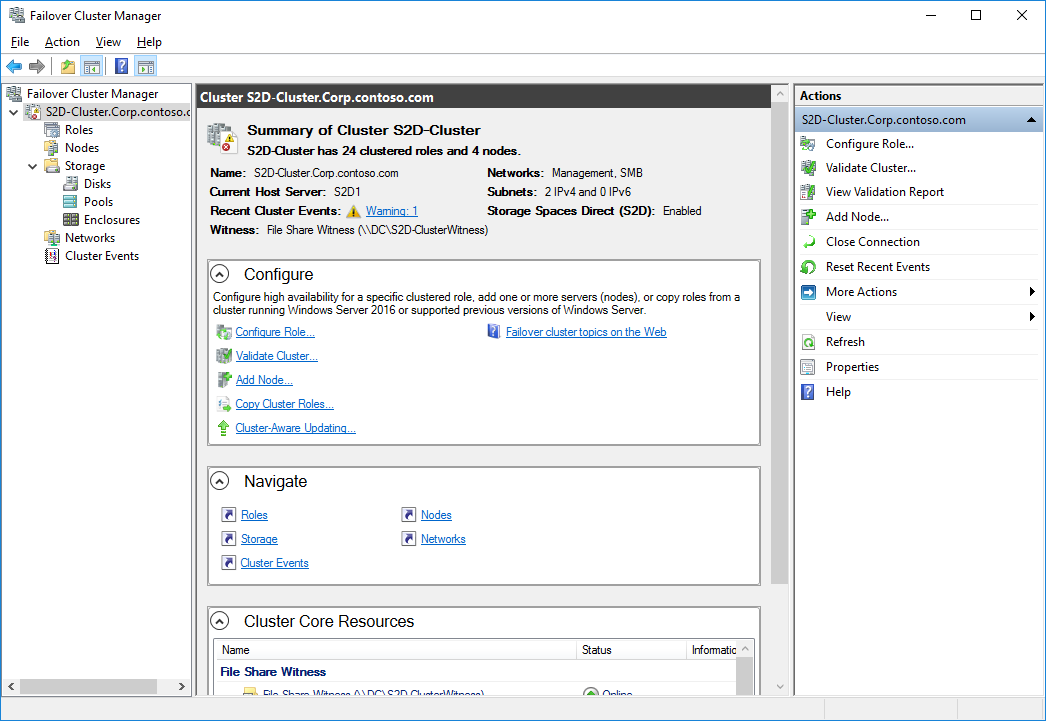 Failover Cluster Manager
File Action View Help
Failover Cluster Manager
S2D-Cluster.Corp.contoso.c
Roles
Nodes
Storage
Disks
Pools
Enclosures
Networks
Cluster Events
Cluster S2D-Cluster.Corp.contoso.com
Summary of Cluster S2D-Cluster
S2D-Cluster has 24 clustered roles and 4 nodes.
Name: S2D-Cluster.Corp.contoso.com
Networks: Management, SMB
Current Host Server: S2D1
Subnets: 2 IPv4 and 0 IPv6
Recent Cluster Events: Warning: 1
Storage Spaces Direct (S2D): Enabled
Witness: File Share Witness (\\DC\S2D-ClusterWitness)
Configure
Configure high availability for a specific clustered role, add one or more servers (nodes), or copy roles from a
cluster running Windows Server 2016 or supported previous versions of Windows Server.
Configure Role...
Failover cluster topics on the Web
Validate Cluster...
Add Node...
Copy Cluster Roles...
Cluster-Aware Updating...
Navigate
Roles
Nodes
Storage
Networks
Cluster Events
Cluster Core Resources
Name Status Informatic
File Share Witness
File Share Witness (\\DC\S2D-ClusterWitness) Online
Actions
S2D-Cluster.Corp.contoso.com
Configure Role...
Validate Cluster...
View Validation Report
Add Node...
Close Connection
Reset Recent Events
More Actions
View
Refresh
Properties
Help